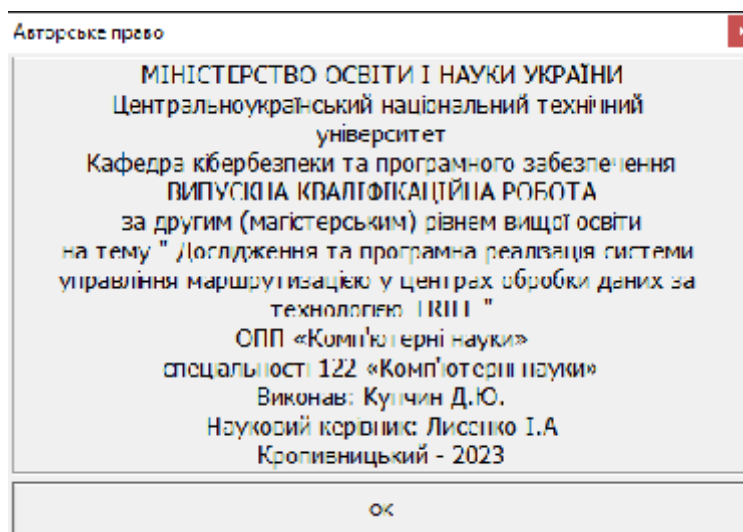 Авторське право
МІНІСТЕРСТВО ОСВІТИ І НАУКИ УКРАЇНИ
Центральноукраїнський національний технічний
університет
Кафедра кібербезпеки та програмного забезпечення
ВИПУСКНА КВАЛІФІКАЦІЙНА РОБОТА
за другим (магістерським) рівнем вищої освіти
на тему " Дослідження та програмна реалізація системи
управління маршрутизацією у центрах обробки даних за
технологією TRILL "
ОПП «Комп'ютерні науки»
спеціальності 122 «Комп'ютерні науки»
Виконав: Д.Ю.
Науковий керівник: Лисенко І.А
Кропивницький - 2023
ОК